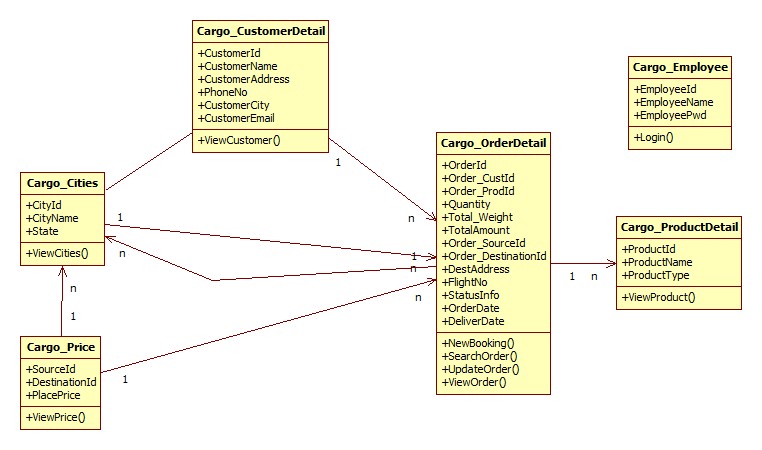 Cargo_CustomerDetail
+CustomerId
+CustomerName
+CustomerAddress
+PhoneNo
+CustomerCity
+CustomerEmail
+ViewCustomer()
Cargo_Employee
+EmployeeId
+EmployeeName
+EmployeePwd
+Login()
Cargo_OrderDetail
+OrderId
+Order_CustId
+Order_ProdId
+Quantity
+Total_Weight
+TotalAmount
+Order_SourceId
+Order_DestinationId
+DestAddress
+FlightNo
+StatusInfo
+OrderDate
+DeliverDate
+NewBooking()
+SearchOrder()
+UpdateOrder()
+ViewOrder()
Cargo_Cities
+CityId
+CityName
+State
+ViewCities()
Cargo_ProductDetail
+ProductId
+ProductName
+ProductType
+ViewProduct()
Cargo_Price
+SourceId
+DestinationId
+PlacePrice
+ViewPrice()
1
n
1
1
n
n
n
1
n
1
n
1